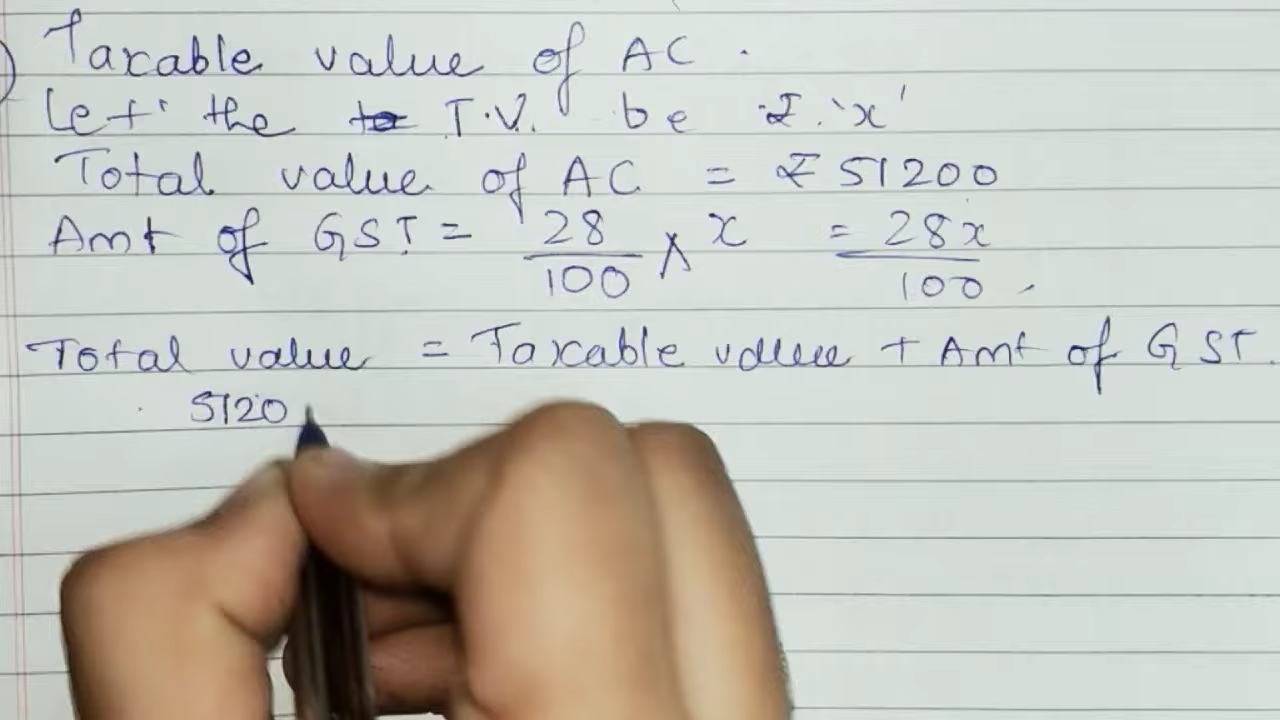 Taxable value of AC.
Let the T.V. be ₹.'x'
Total value of AC = ₹ 51200
Amt of GST = 28/100 × x = 28x/100.
Total value = Taxable value + Amt of GST.
5120